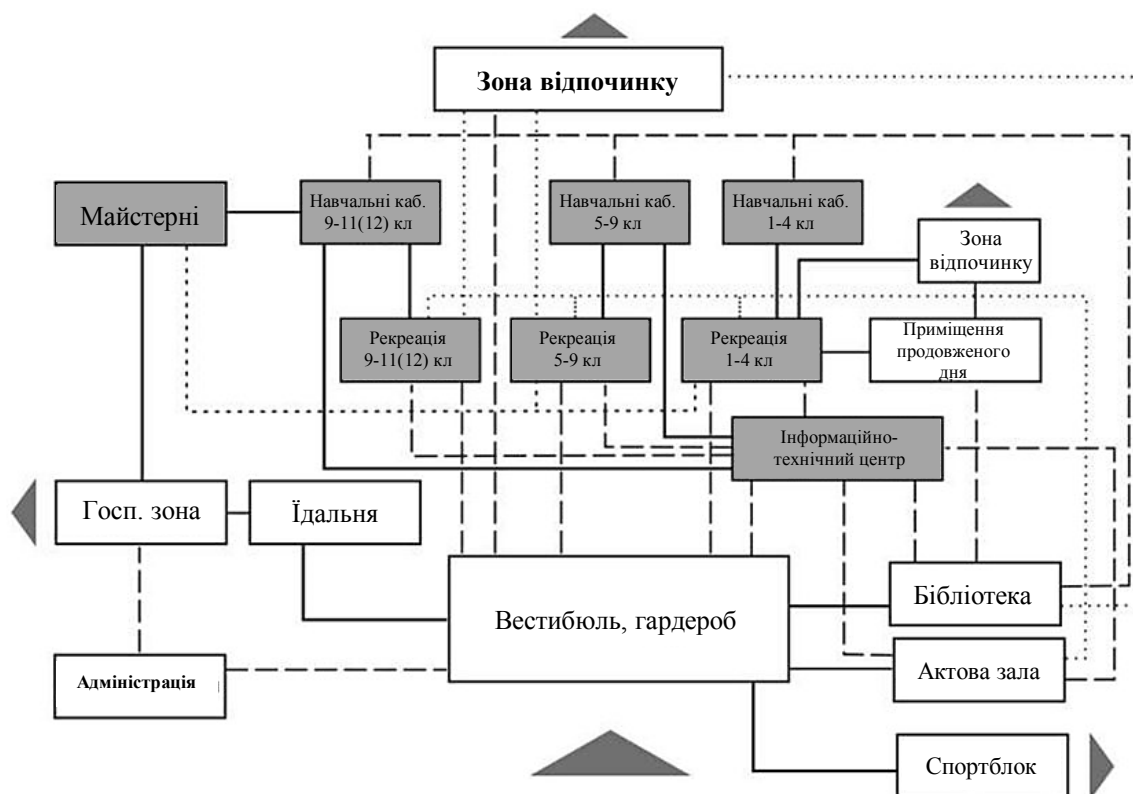 Зона відпочинку
Майстерні
Навчальні каб.
9-11(12) кл
Навчальні каб.
5-9 кл
Навчальні каб.
1-4 кл
Зона
відпочинку
Рекреація
9-11(12) кл
Рекреація
5-9 кл
Рекреація
1-4 кл
Приміщення
продовженого
дня
Інформаційно-
технічний центр
Госп. зона
Їдальня
Вестибюль, гардероб
Бібліотека
Адміністрація
Актова зала
Спортблок